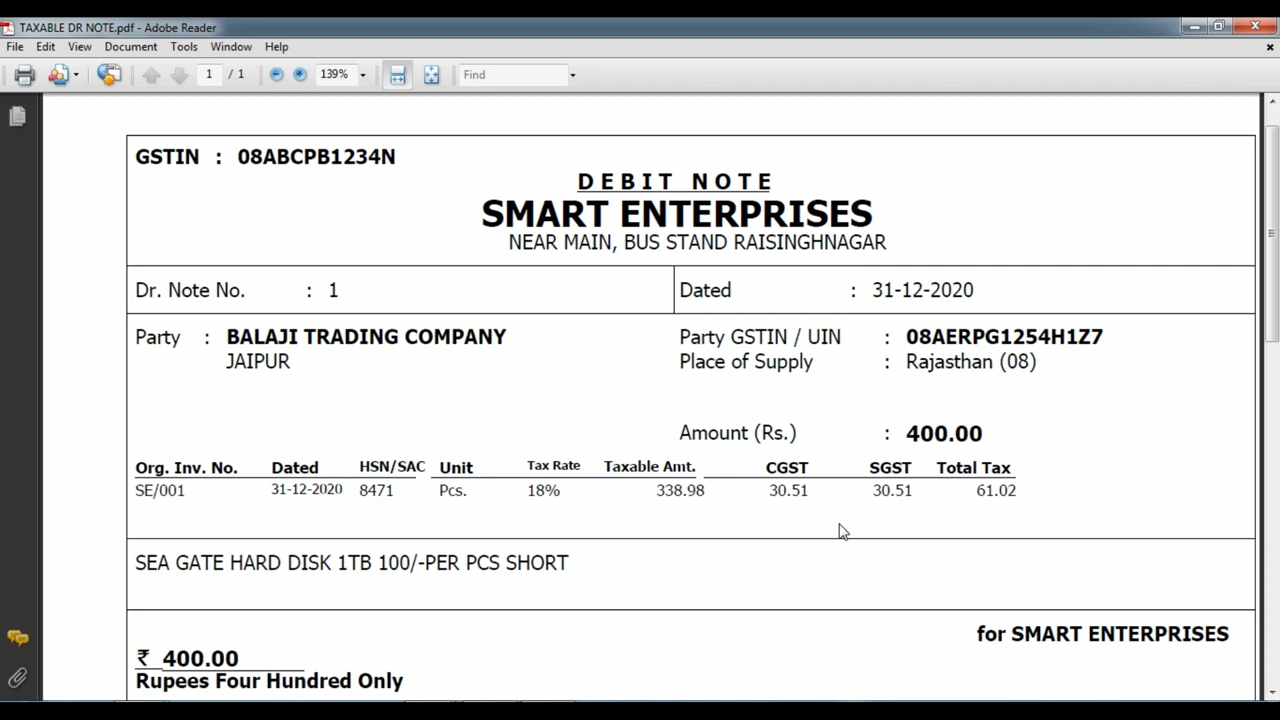 TAXABLE DR NOTE.pdf - Adobe Reader
File Edit View Document Tools Window Help
1 / 1 139% Find
GSTIN : 08ABCPB1234N
DEBIT NOTE
SMART ENTERPRISES
NEAR MAIN, BUS STAND RAISINGHNAGAR
Dr. Note No. : 1 Dated : 31-12-2020
Party : BALAJI TRADING COMPANY Party GSTIN / UIN : 08AERPG1254H1Z7
JAIPUR Place of Supply : Rajasthan (08)
Amount (Rs.) : 400.00
Org. Inv. No. Dated HSN/SAC Unit Tax Rate Taxable Amt. CGST SGST Total Tax
SE/001 31-12-2020 8471 Pcs. 18% 338.98 30.51 30.51 61.02
SEA GATE HARD DISK 1TB 100/-PER PCS SHORT
for SMART ENTERPRISES
₹ 400.00
Rupees Four Hundred Only